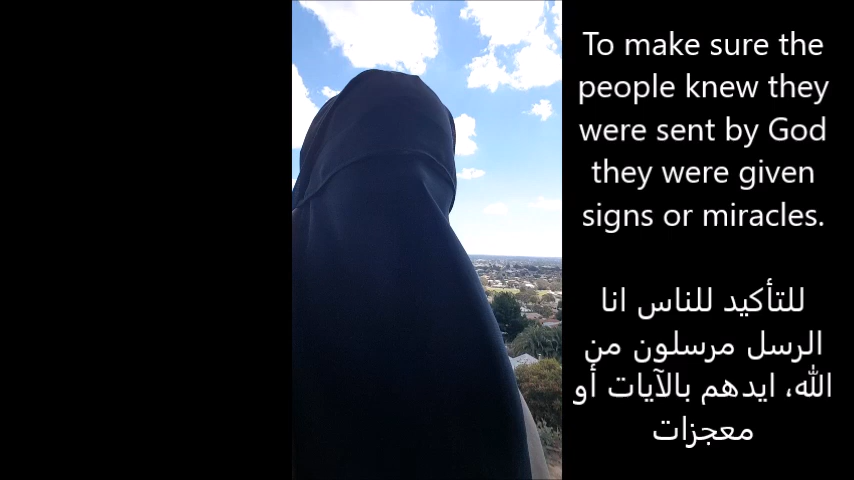 To make sure the
people knew they
were sent by God
they were given
signs or miracles.
للتأكيد للناس انا
الرسل مرسلون من
الله، ايدهم بالآيات أو
معجزات